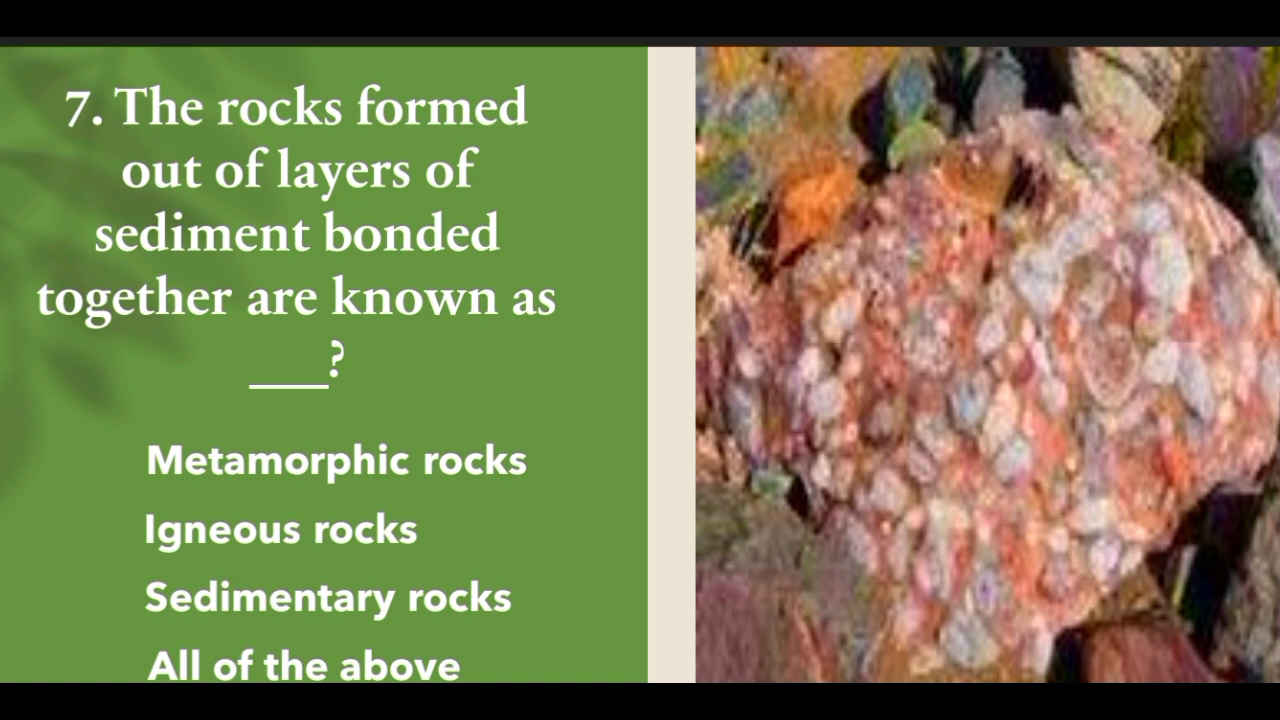 7. The rocks formed
out of layers of
sediment bonded
together are known as
___?
Metamorphic rocks
Igneous rocks
Sedimentary rocks
All of the above